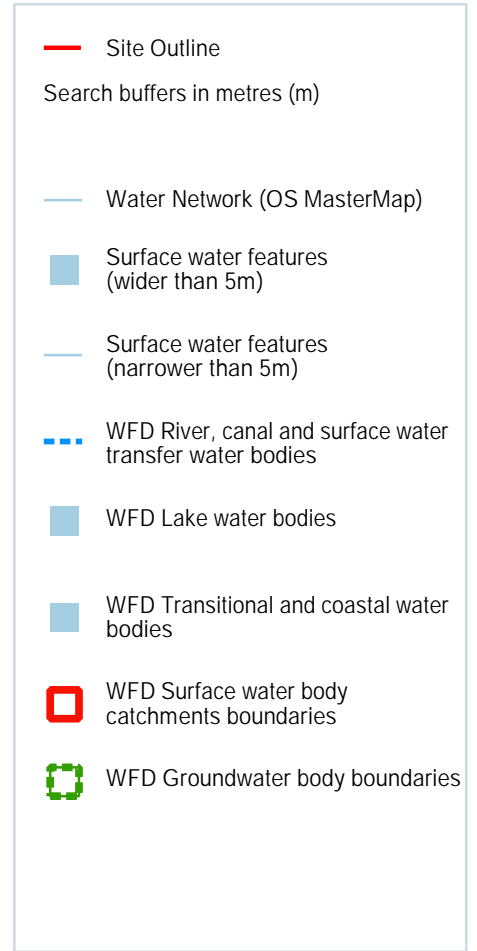 Site Outline
Search buffers in metres (m)
Water Network (OS MasterMap)
Surface water features
(wider than 5m)
Surface water features
(narrower than 5m)
WFD River, canal and surface water
transfer water bodies
WFD Lake water bodies
WFD Transitional and coastal water
bodies
WFD Surface water body
catchments boundaries
WFD Groundwater body boundaries